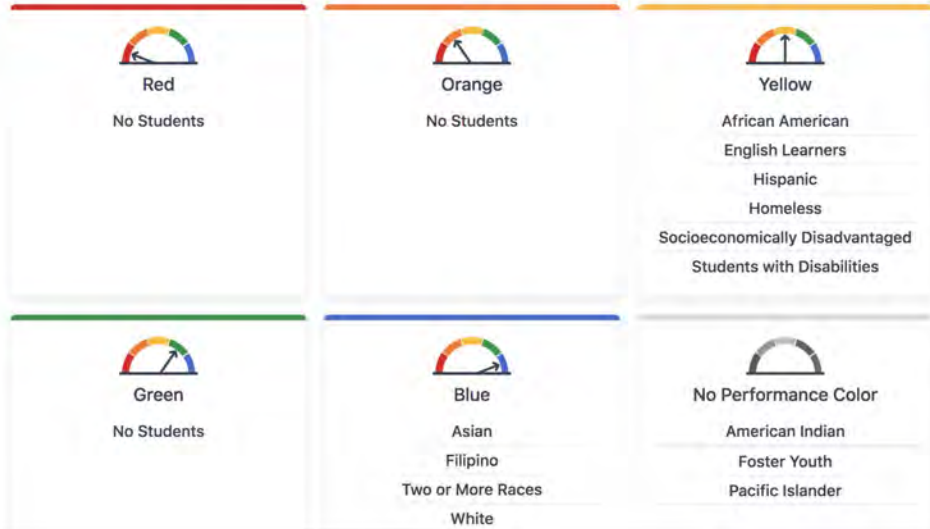 Red
No Students
Orange
No Students
Yellow
African American
English Learners
Hispanic
Homeless
Socioeconomically Disadvantaged
Students with Disabilities
Green
No Students
Blue
Asian
Filipino
Two or More Races
White
No Performance Color
American Indian
Foster Youth
Pacific Islander